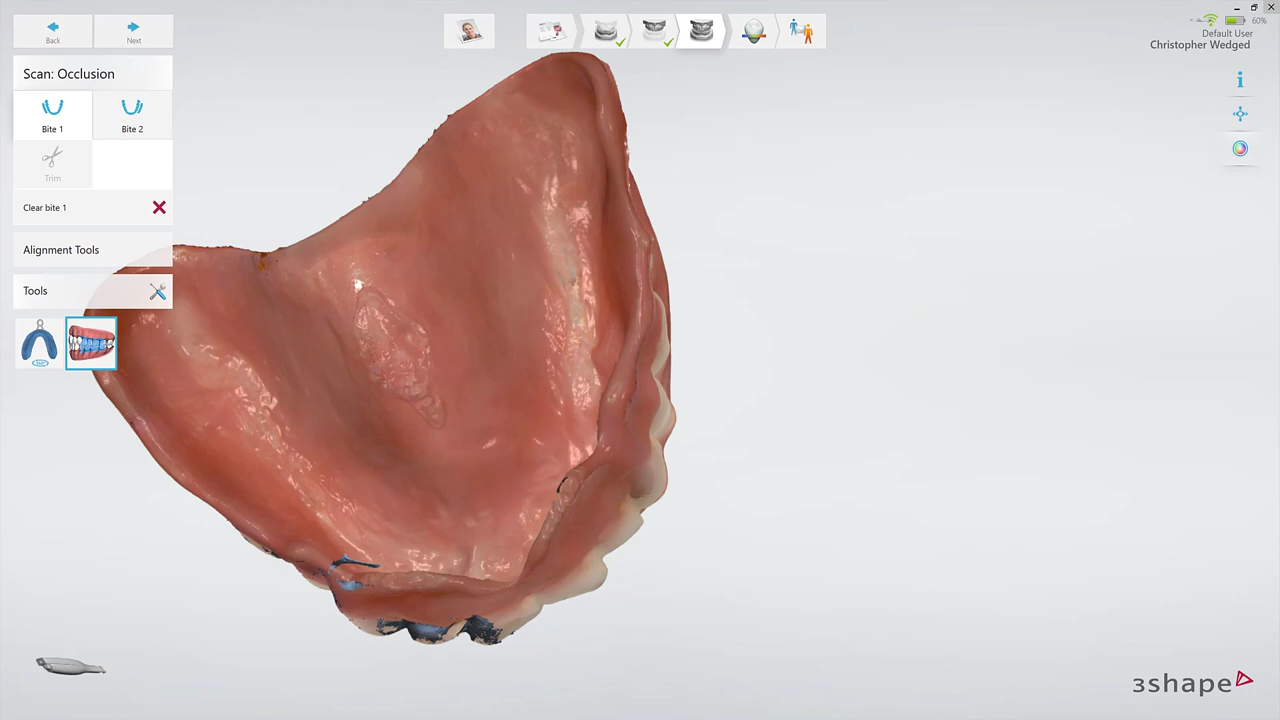 Back
Next
60%
Default User
Christopher Wedged
Scan: Occlusion
Bite 1
Bite 2
Trim
Clear bite 1
Alignment Tools
Tools
3shape